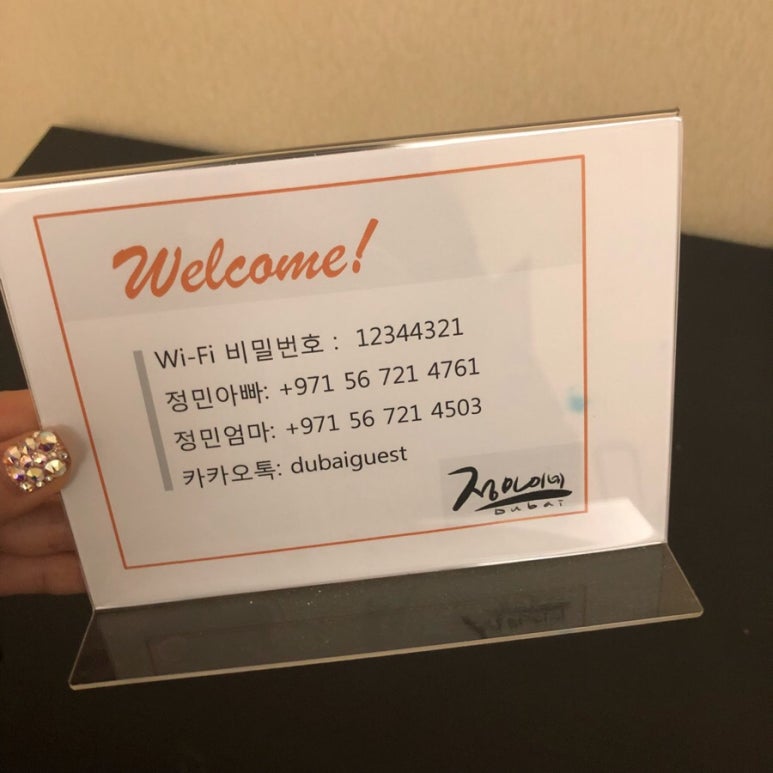 Welcome!
Wi-Fi 비밀번호 : 12344321
정민아빠: +971 56 721 4761
정민엄마: +971 56 721 4503
카카오톡: dubaiguest
정민이네
Dubai